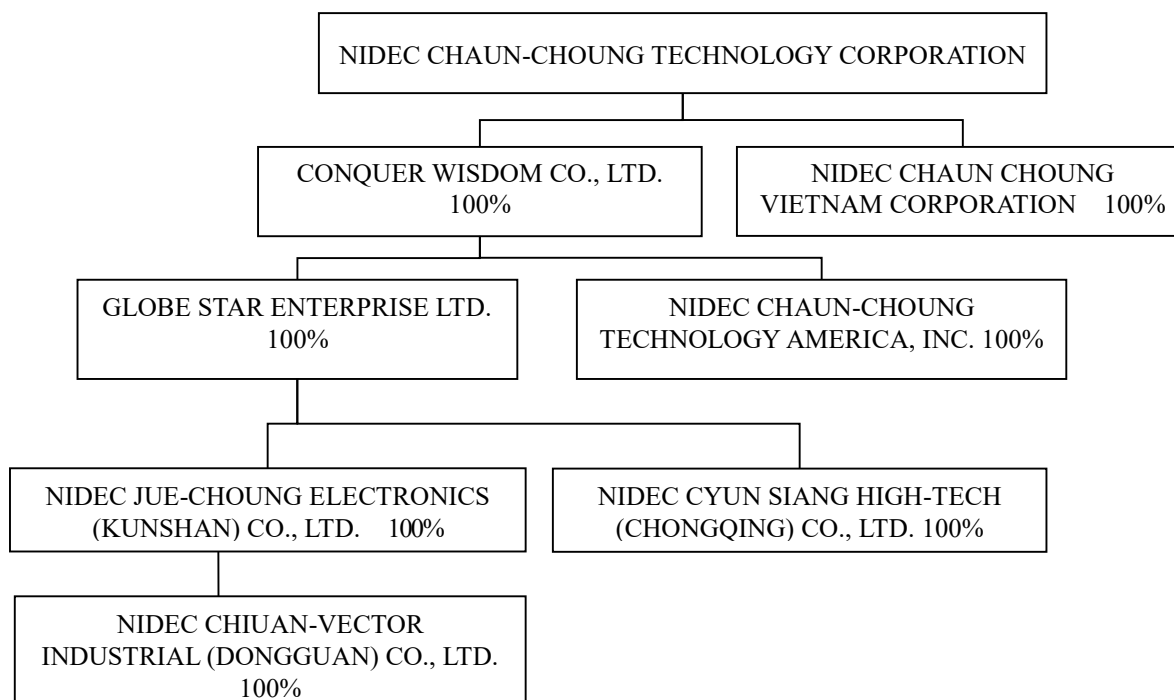 NIDEC CHAUN-CHOUNG TECHNOLOGY CORPORATION
CONQUER WISDOM CO., LTD.
100%
NIDEC CHAUN CHOUNG
VIETNAM CORPORATION 100%
GLOBE STAR ENTERPRISE LTD.
100%
NIDEC CHAUN-CHOUNG
TECHNOLOGY AMERICA, INC. 100%
NIDEC JUE-CHOUNG ELECTRONICS
(KUNSHAN) CO., LTD. 100%
NIDEC CYUN SIANG HIGH-TECH
(CHONGQING) CO., LTD. 100%
NIDEC CHIUAN-VECTOR
INDUSTRIAL (DONGGUAN) CO., LTD.
100%